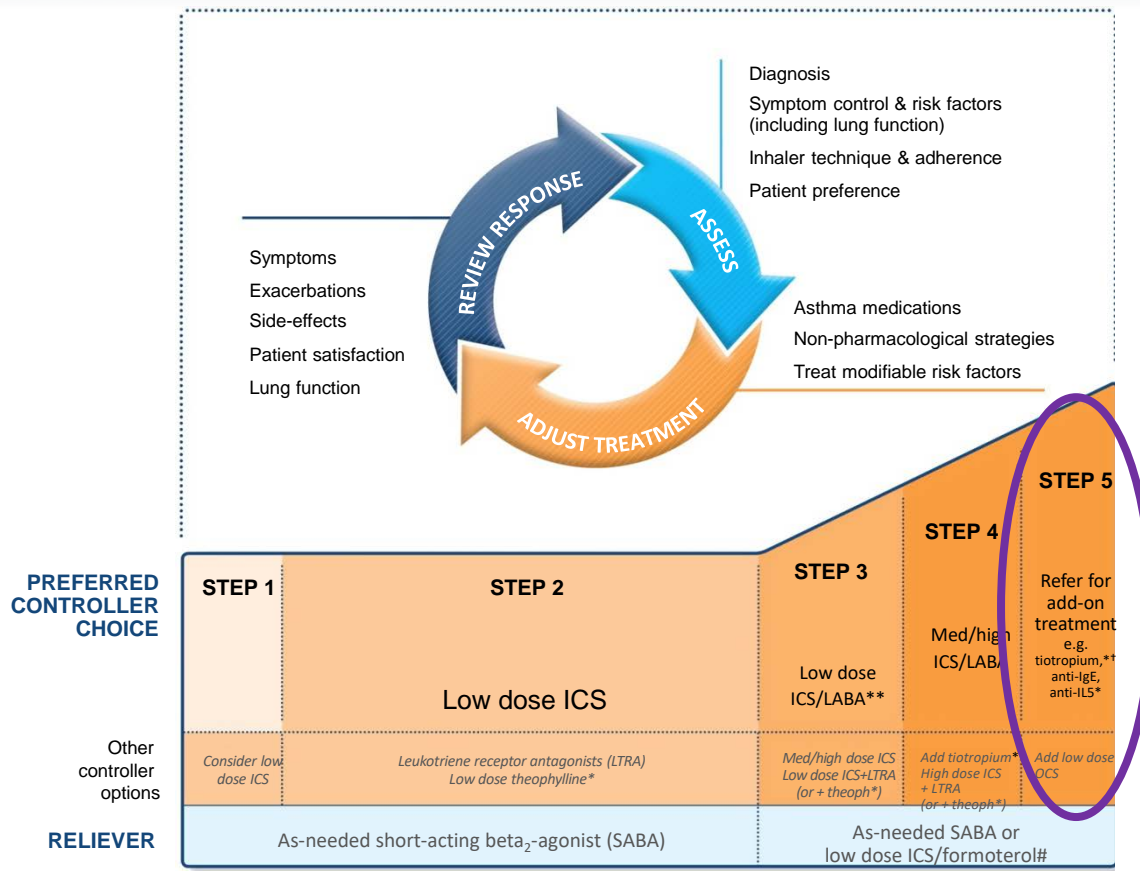 Diagnosis
Symptom control & risk factors
(including lung function)
Inhaler technique & adherence
Patient preference
REVIEW RESPONSE
ASSESS
ADJUST TREATMENT
Symptoms
Exacerbations
Side-effects
Patient satisfaction
Lung function
Asthma medications
Non-pharmacological strategies
Treat modifiable risk factors
PREFERRED
CONTROLLER
CHOICE
STEP 1
STEP 2
Low dose ICS
STEP 3
Low dose
ICS/LABA**
STEP 4
Med/high
ICS/LABA
STEP 5
Refer for
add-on
treatment
e.g.
tiotropium,*†
anti-IgE,
anti-IL5*
Other
controller
options
Consider low
dose ICS
Leukotriene receptor antagonists (LTRA)
Low dose theophylline*
Med/high dose ICS
Low dose ICS+LTRA
(or + theoph*)
Add tiotropium*
High dose ICS
+ LTRA
(or + theoph*)
Add low dose
OCS
RELIEVER
As-needed short-acting beta2-agonist (SABA)
As-needed SABA or
low dose ICS/formoterol#